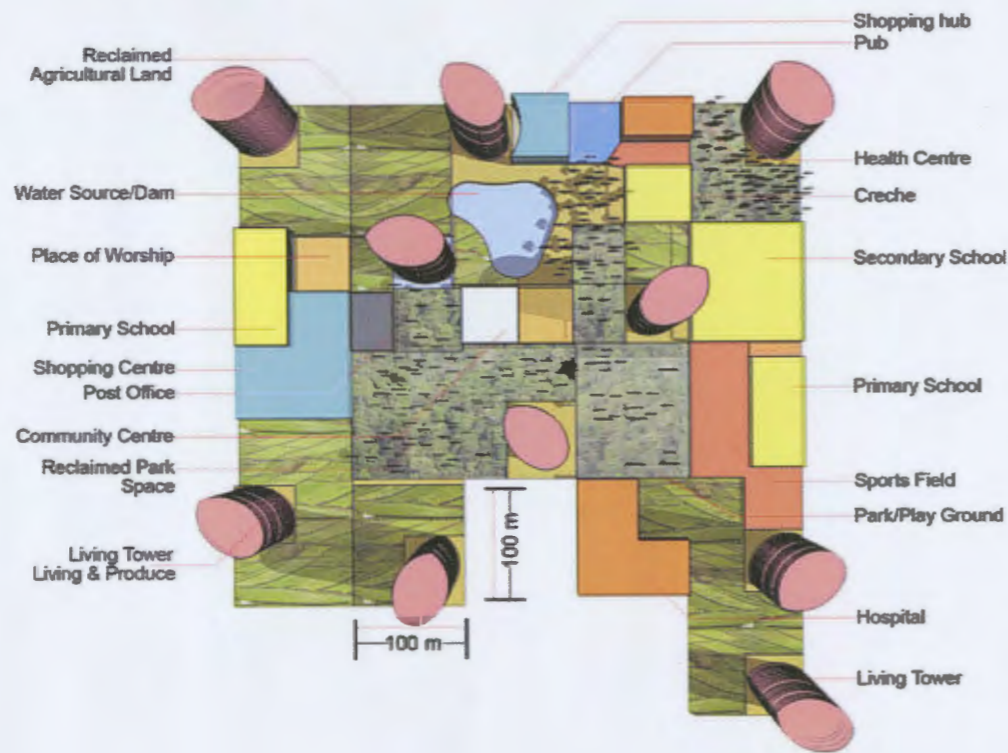 Reclaimed
Agricultural Land
Water Source/Dam
Place of Worship
Primary School
Shopping Centre
Post Office
Community Centre
Reclaimed Park
Space
Living Tower
Living & Produce
Shopping hub
Pub
Health Centre
Creche
Secondary School
Primary School
Sports Field
Park/Play Ground
Hospital
Living Tower
100 m
100 m